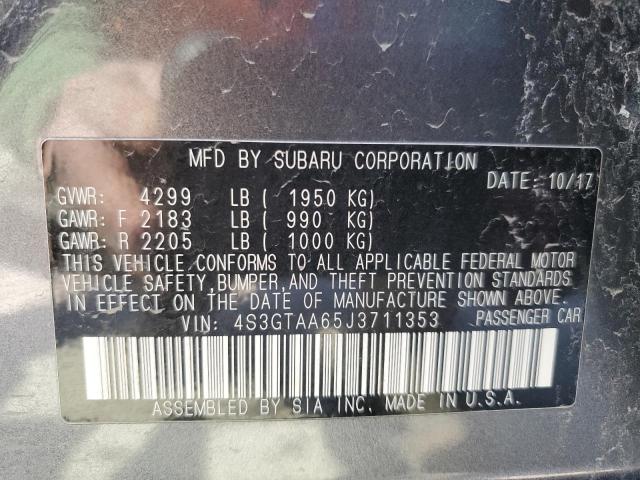 MFD BY SUBARU CORPORATION
DATE: 10/17
GVWR: 4299 LB ( 1950 KG)
GAWR: F 2183 LB ( 990 KG)
GAWR: R 2205 LB ( 1000 KG)
THIS VEHICLE CONFORMS TO ALL APPLICABLE FEDERAL MOTOR
VEHICLE SAFETY, BUMPER, AND THEFT PREVENTION STANDARDS
IN EFFECT ON THE DATE OF MANUFACTURE SHOWN ABOVE.
VIN: 4S3GTAA65J3711353 PASSENGER CAR
ASSEMBLED BY SIA INC. MADE IN U.S.A.